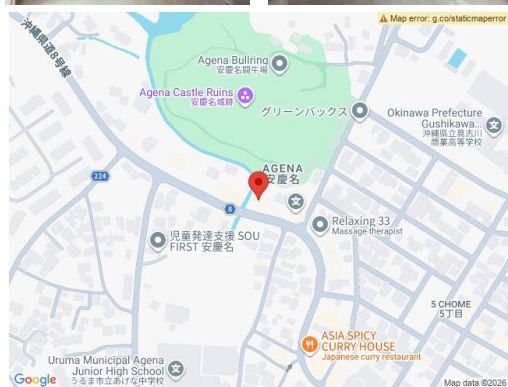 Map error: g.co/staticmaperror
沖縄県道8号線
Agena Bullring
安慶名闘牛場
Agena Castle Ruins
安慶名城跡
グリーンバックス
Okinawa Prefecture
Gushikawa...
沖縄県立具志川
商業高等学校
AGENA
安慶名
224
8
Relaxing 33
Massage therapist
児童発達支援 SOU
FIRST 安慶名
5 CHOME
5丁目
ASIA SPICY
CURRY HOUSE
Japanese curry restaurant
Uruma Municipal Agena
Junior High School
うるま市立あげな中学校
Google
Map data ©2026